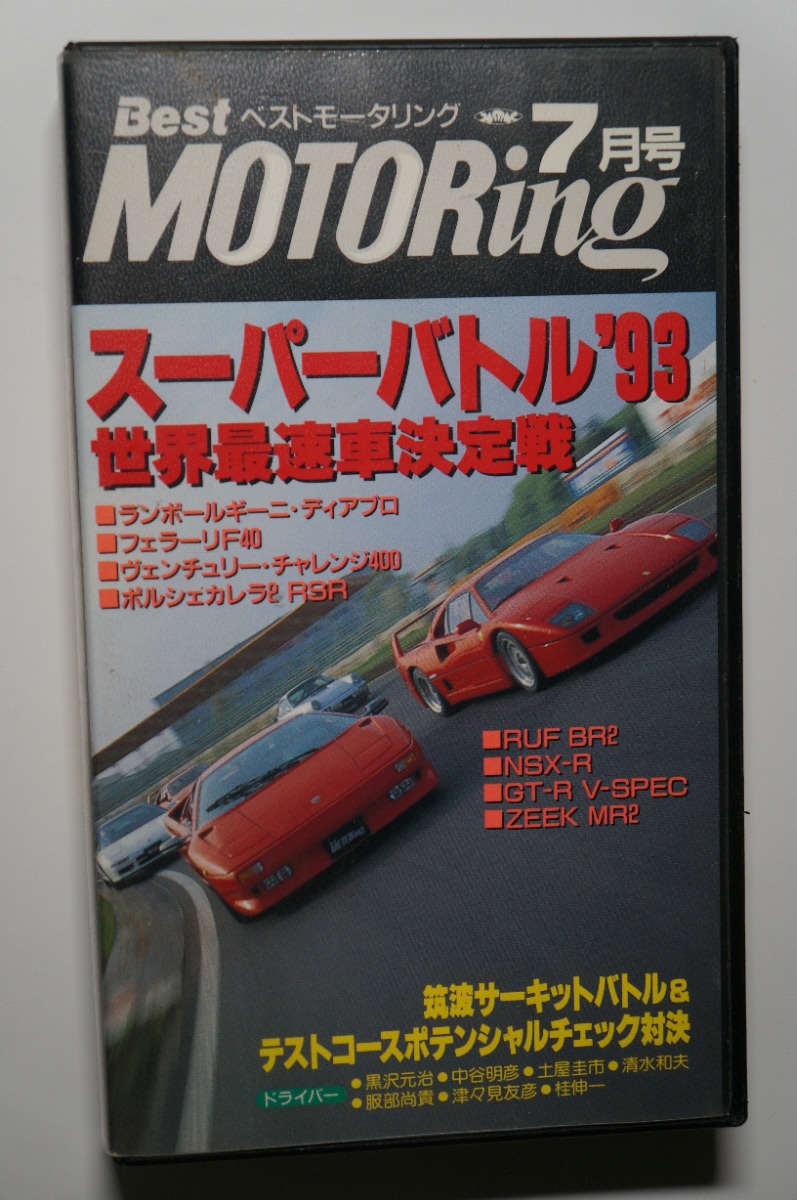 Best ベストモータリング 7月号
MOTORing
スーパーバトル'93
世界最速車決定戦
■ランボールギーニ・ディアブロ
■フェラーリF40
■ヴェンチュリー・チャレンジ400
■ポルシェカレラ2 RSR
■RUF BR2
■NSX-R
■GT-R V-SPEC
■ZEEK MR2
MOTORing
筑波サーキットバトル&
テストコースポテンシャルチェック対決
ドライバー
●黒沢元治●中谷明彦●土屋圭市●清水和夫
●服部尚貴●津々見友彦●桂伸一